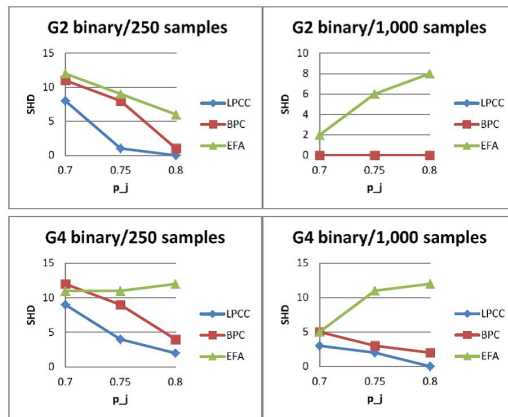 G2 binary/250 samples
15
10
5
0
SHD
0.7 0.75 0.8
p_j
LPCC
BPC
EFA
G2 binary/1,000 samples
10
8
6
4
2
0
SHD
0.7 0.75 0.8
p_j
LPCC
BPC
EFA
G4 binary/250 samples
15
10
5
0
SHD
0.7 0.75 0.8
p_j
LPCC
BPC
EFA
G4 binary/1,000 samples
15
10
5
0
SHD
0.7 0.75 0.8
p_j
LPCC
BPC
EFA